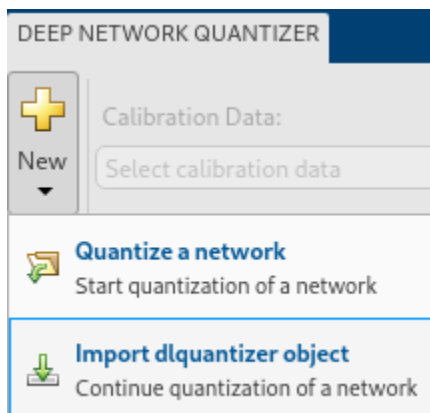 DEEP NETWORK QUANTIZER
New
Calibration Data:
Select calibration data
Quantize a network
Start quantization of a network
Import dlquantizer object
Continue quantization of a network